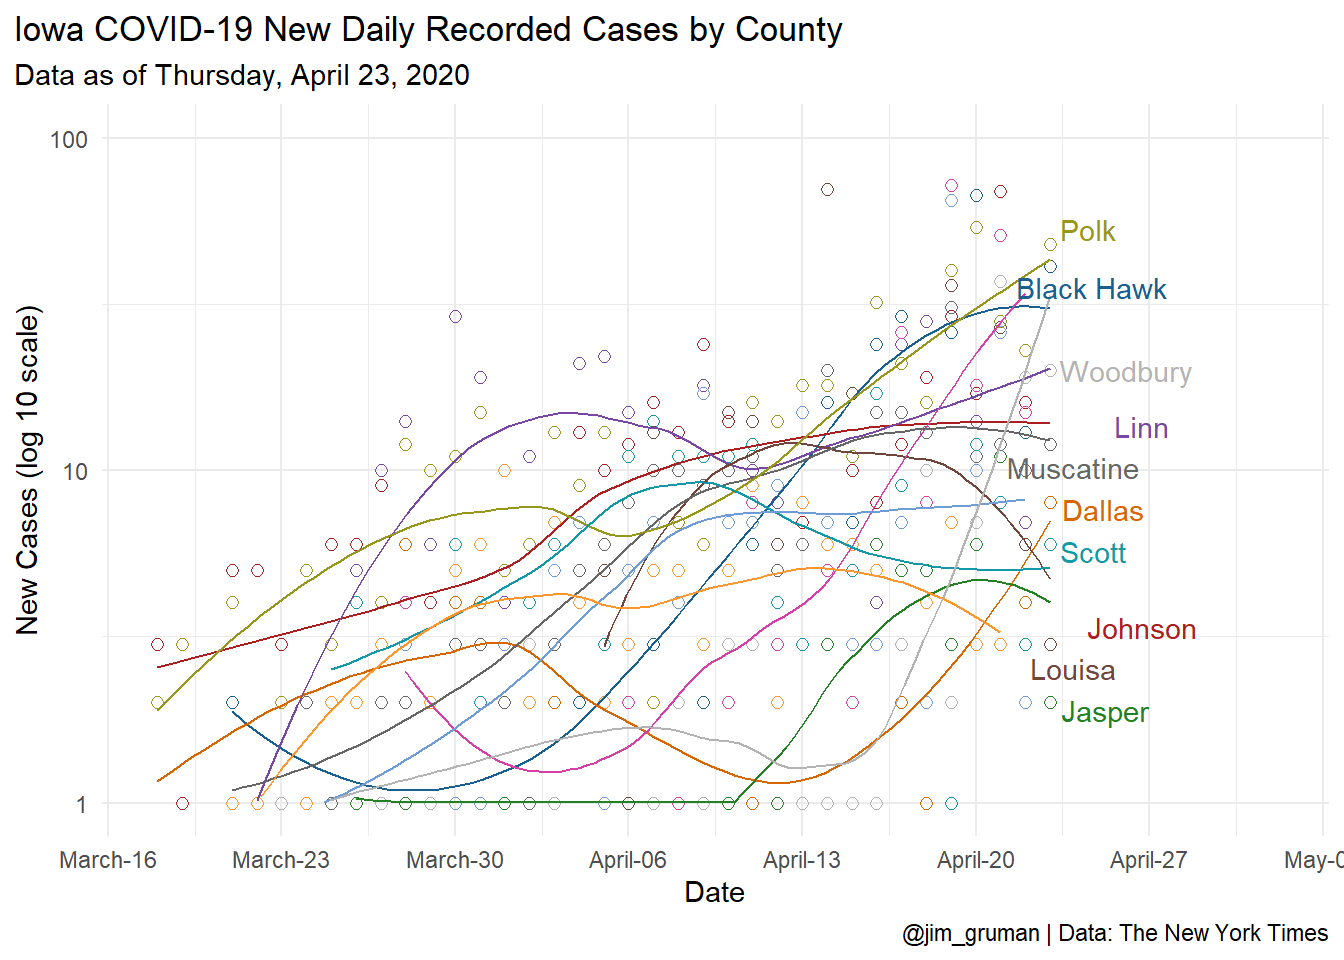 Iowa COVID-19 New Daily Recorded Cases by County
Data as of Thursday, April 23, 2020
100
10
1
New Cases (log 10 scale)
Polk
Black Hawk
Woodbury
Linn
Muscatine
Dallas
Scott
Johnson
Louisa
Jasper
March-16 March-23 March-30 April-06 April-13 April-20 April-27 May-0
Date
@jim_gruman | Data: The New York Times